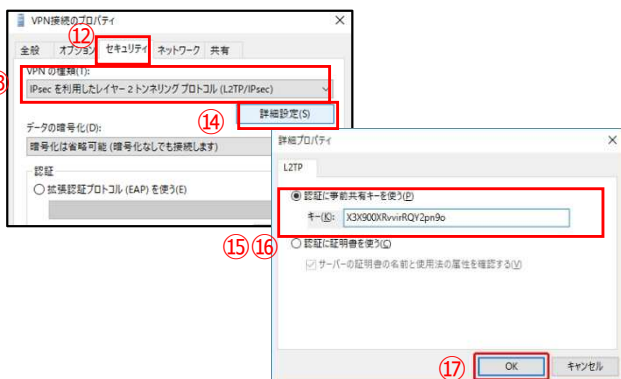 VPN接続のプロパティ
⑫
全般 オプション セキュリティ ネットワーク 共有
VPN の種類(T):
IPsec を利用したレイヤー 2 トンネリング プロトコル (L2TP/IPsec)
⑭
詳細設定(S)
データの暗号化(D):
暗号化は省略可能 (暗号化なしでも接続します)
認証
拡張認証プロトコル (EAP) を使う(E)
詳細プロパティ
L2TP
認証に事前共有キーを使う(P)
キー(K): X3X900XRvvirRQY2pn9o
⑮⑯
認証に証明書を使う(C)
サーバーの証明書の名前と使用法の属性を確認する(V)
⑰
OK キャンセル